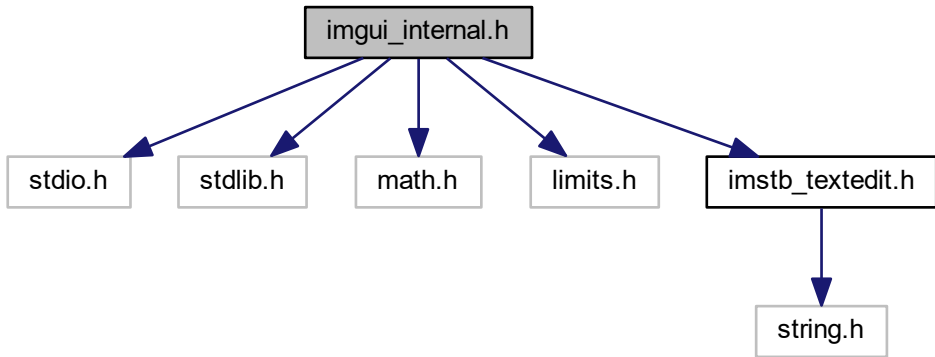 imgui_internal.h
stdio.h
stdlib.h
math.h
limits.h
imstb_textedit.h
string.h